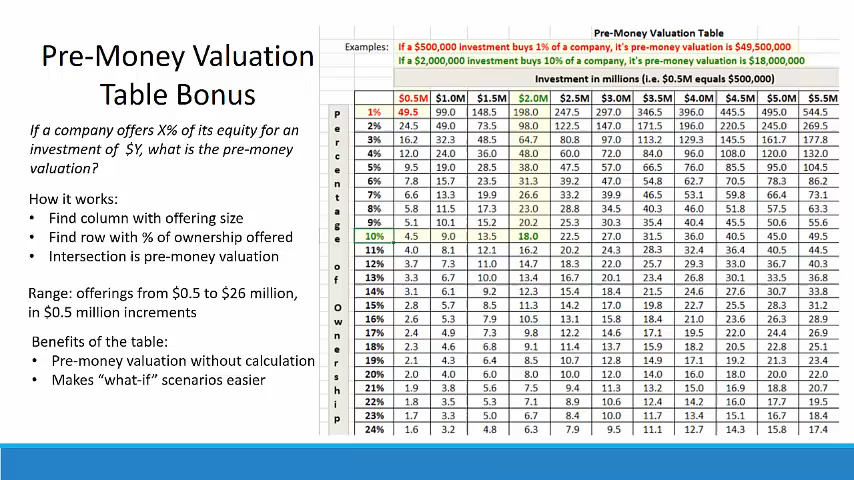 Pre-Money Valuation
Table Bonus
If a company offers X% of its equity for an
investment of $Y, what is the pre-money
valuation?
How it works:
• Find column with offering size
• Find row with % of ownership offered
• Intersection is pre-money valuation
Range: offerings from $0.5 to $26 million,
in $0.5 million increments
Benefits of the table:
• Pre-money valuation without calculation
• Makes “what-if” scenarios easier
Pre-Money Valuation Table
Examples: If a $500,000 investment buys 1% of a company, it's pre-money valuation is $49,500,000
If a $2,000,000 investment buys 10% of company, it's pre-money valuation is $18,000,000
Investment in millions (i.e. $0.5M equals $500,000)
Percentage of Ownership
$0.5M $1.0M $1.5M $2.0M $2.5M $3.0M $3.5M $4.0M $4.5M $5.0M $5.5M
1% 49.5 99.0 148.5 198.0 247.5 297.0 346.5 396.0 445.5 495.0 544.5
2% 24.5 49.0 73.5 98.0 122.5 147.0 171.5 196.0 220.5 245.0 269.5
3% 16.2 32.3 48.5 64.7 80.8 97.0 113.2 129.3 145.5 161.7 177.8
4% 12.0 24.0 36.0 48.0 60.0 72.0 84.0 96.0 108.0 120.0 132.0
5% 9.5 19.0 28.5 38.0 47.5 57.0 66.5 76.0 85.5 95.0 104.5
6% 7.8 15.7 23.5 31.3 39.2 47.0 54.8 62.7 70.5 78.3 86.2
7% 6.6 13.3 19.9 26.6 33.2 39.9 46.5 53.1 59.8 66.4 73.1
8% 5.8 11.5 17.3 23.0 28.8 34.5 40.3 46.0 51.8 57.5 63.3
9% 5.1 10.1 15.2 20.2 25.3 30.3 35.4 40.4 45.5 50.6 55.6
10% 4.5 9.0 13.5 18.0 22.5 27.0 31.5 36.0 40.5 45.0 49.5
11% 4.0 8.1 12.1 16.2 20.2 24.3 28.3 32.4 36.4 40.5 44.5
12% 3.7 7.3 11.0 14.7 18.3 22.0 25.7 29.3 33.0 36.7 40.3
13% 3.3 6.7 10.0 13.4 16.7 20.1 23.4 26.8 30.1 33.5 36.8
14% 3.1 6.1 9.2 12.3 15.4 18.4 21.5 24.6 27.6 30.7 33.8
15% 2.8 5.7 8.5 11.3 14.2 17.0 19.8 22.7 25.5 28.3 31.2
16% 2.6 5.3 7.9 10.5 13.1 15.8 18.4 21.0 23.6 26.3 28.9
17% 2.4 4.9 7.3 9.8 12.2 14.6 17.1 19.5 22.0 24.4 26.9
18% 2.3 4.6 6.8 9.1 11.4 13.7 15.9 18.2 20.5 22.8 25.1
19% 2.1 4.3 6.4 8.5 10.7 12.8 14.9 17.1 19.2 21.3 23.4
20% 2.0 4.0 6.0 8.0 10.0 12.0 14.0 16.0 18.0 20.0 22.0
21% 1.9 3.8 5.6 7.5 9.4 11.3 13.2 15.0 16.9 18.8 20.7
22% 1.8 3.5 5.3 7.1 8.9 10.6 12.4 14.2 16.0 17.7 19.5
23% 1.7 3.3 5.0 6.7 8.4 10.0 11.7 13.4 15.1 16.7 18.4
24% 1.6 3.2 4.8 6.3 7.9 9.5 11.1 12.7 14.3 15.8 17.4